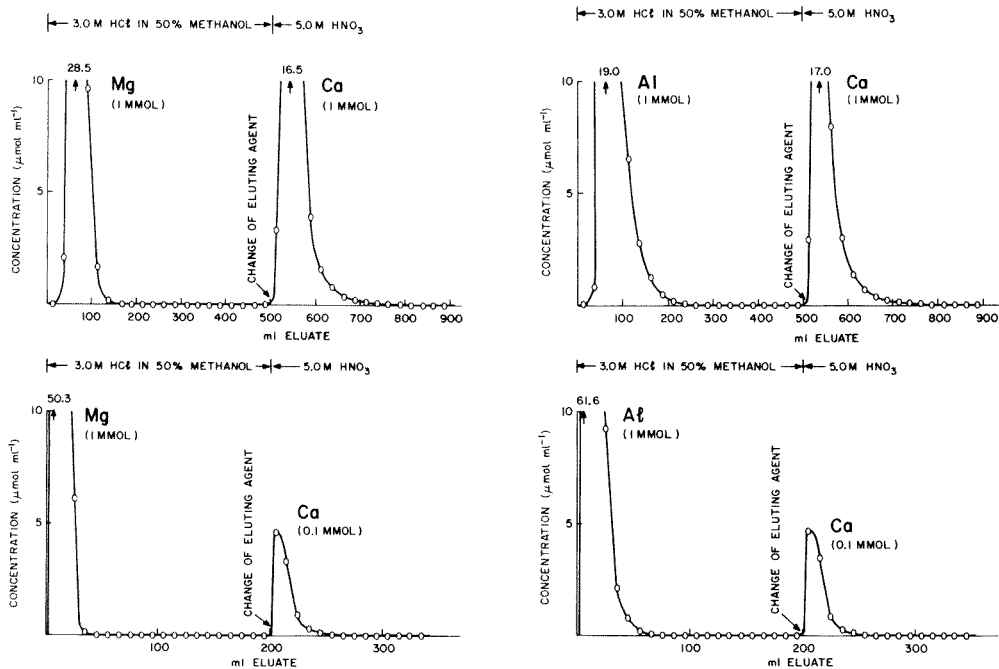 3.0 M HCℓ IN 50% METHANOL
5.0 M HNO3
10
5
CONCENTRATION (μmol ml⁻¹)
28.5
Mg
(1 MMOL)
16.5
Ca
(1 MMOL)
CHANGE OF ELUTING AGENT
100 200 300 400 500 600 700 800 900
ml ELUATE
3.0 M HCℓ IN 50% METHANOL
5.0 M HNO3
10
5
CONCENTRATION (μmol ml⁻¹)
19.0
Al
(1 MMOL)
17.0
Ca
(1 MMOL)
CHANGE OF ELUTING AGENT
100 200 300 400 500 600 700 800 900
ml ELUATE
3.0 M HCℓ IN 50% METHANOL
5.0 M HNO3
10
5
CONCENTRATION (μmol ml⁻¹)
50.3
Mg
(1 MMOL)
Ca
(0.1 MMOL)
CHANGE OF ELUTING AGENT
100 200 300
ml ELUATE
3.0 M HCℓ IN 50% METHANOL
5.0 M HNO3
10
5
CONCENTRATION (μmol ml⁻¹)
61.6
Aℓ
(1 MMOL)
Ca
(0.1 MMOL)
CHANGE OF ELUTING AGENT
100 200 300
ml ELUATE